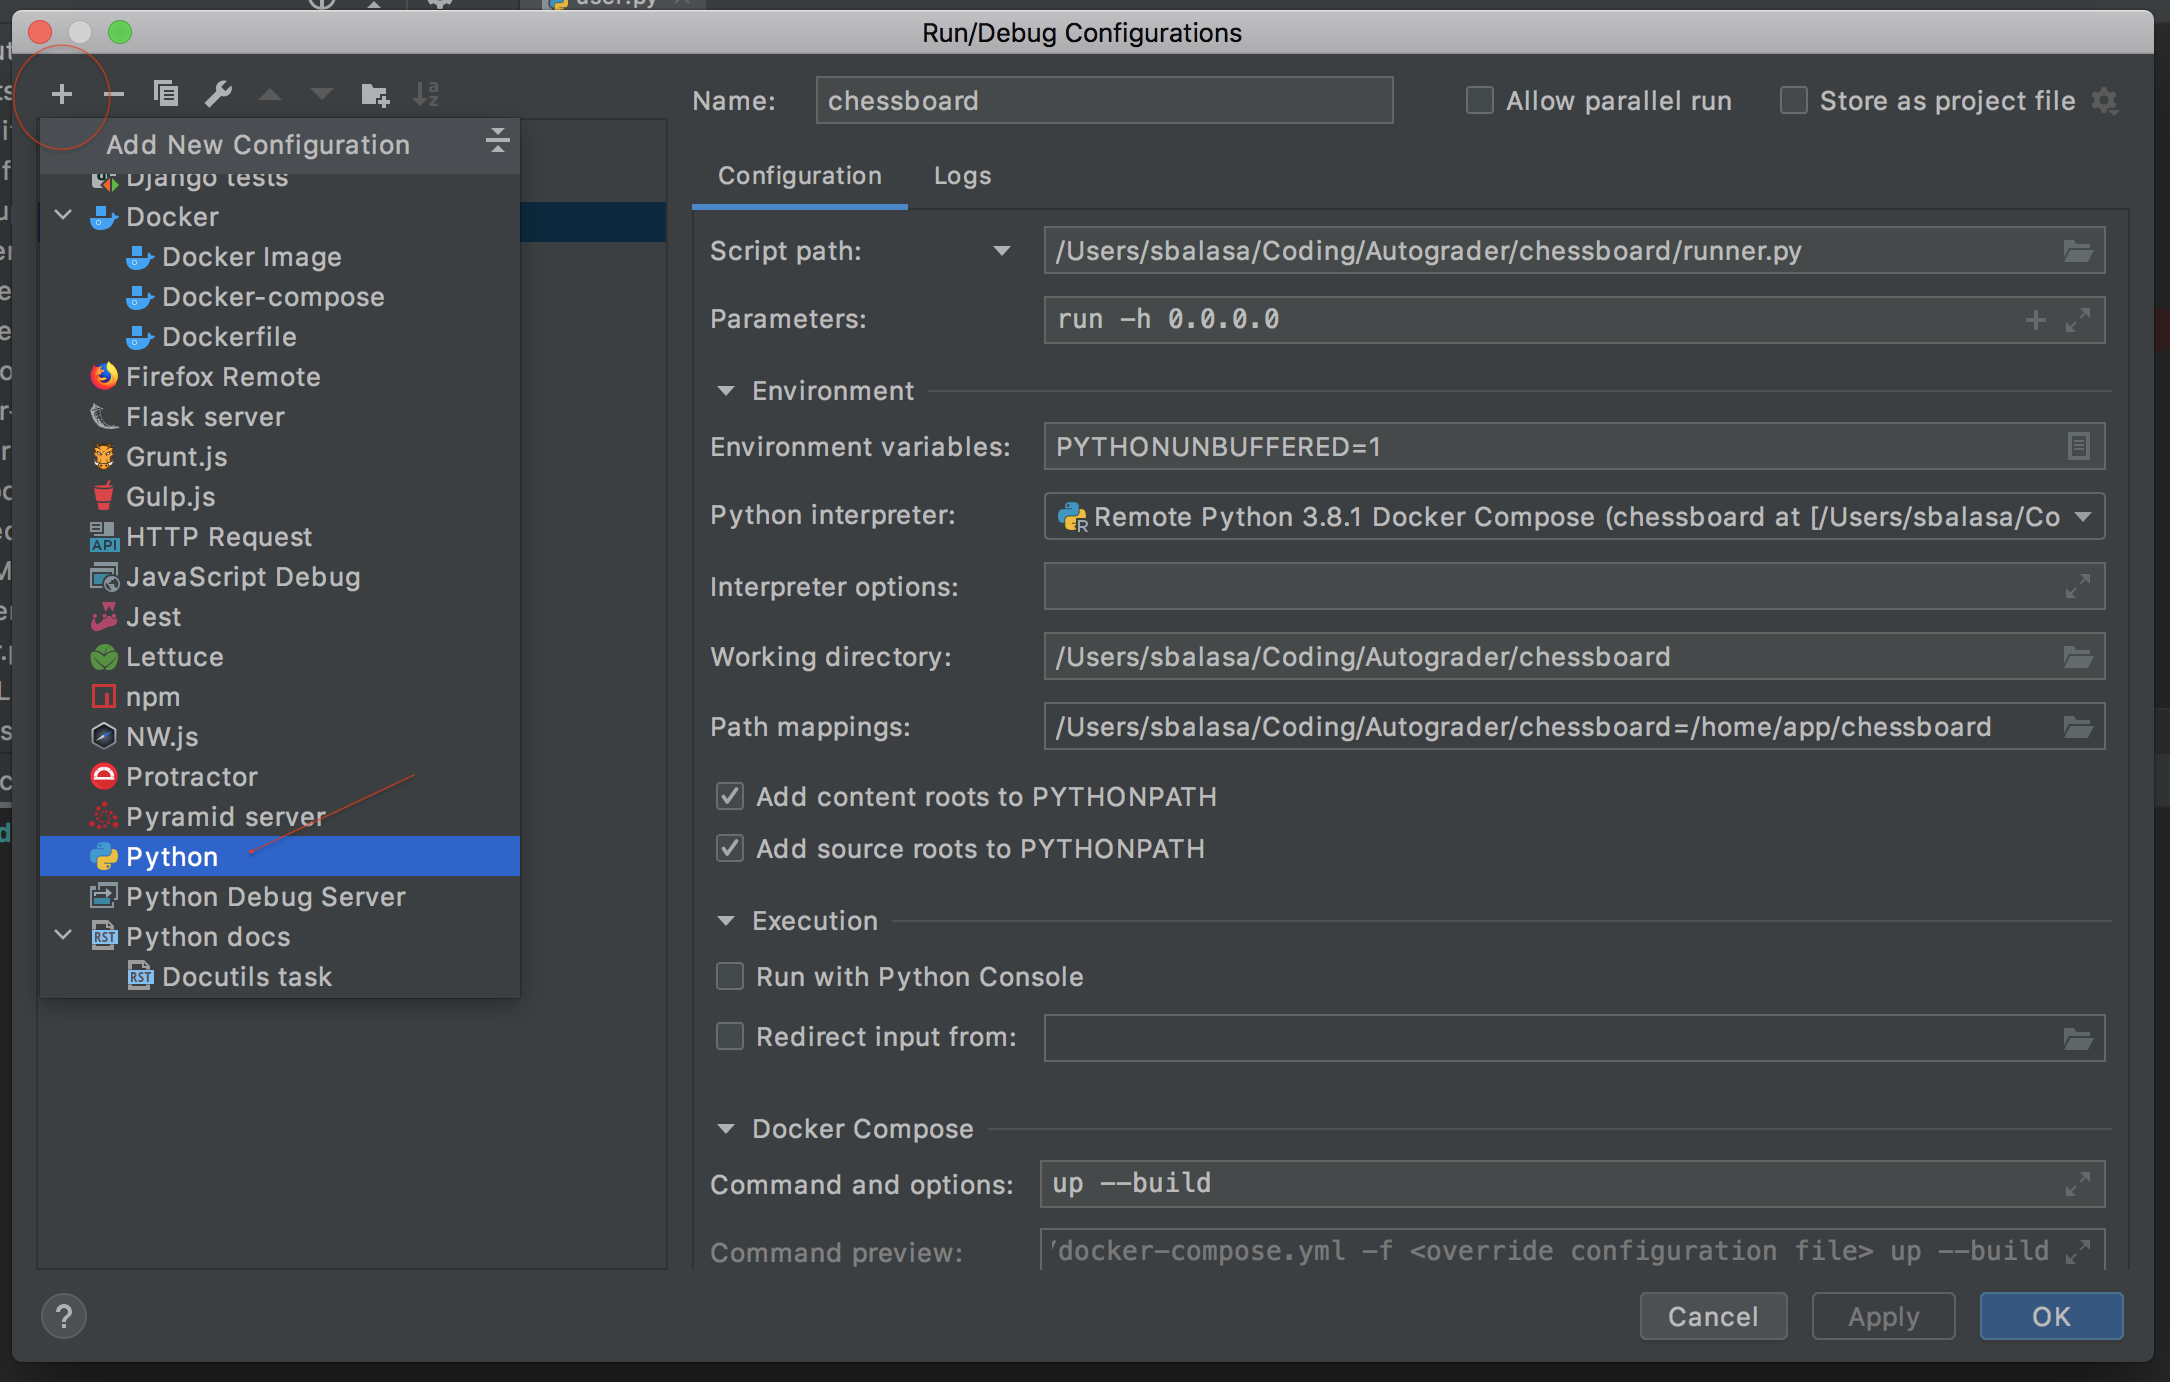 user.py
Run/Debug Configurations
Add New Configuration
Django tests
Docker
Docker Image
Docker-compose
Dockerfile
Firefox Remote
Flask server
Grunt.js
Gulp.js
API HTTP Request
JavaScript Debug
Jest
Lettuce
npm
NW.js
Protractor
Pyramid server
Python
Python Debug Server
RST Python docs
RST Docutils task
Name: chessboard
Allow parallel run
Store as project file
Configuration Logs
Script path: /Users/sbalasa/Coding/Autograder/chessboard/runner.py
Parameters: run -h 0.0.0.0
Environment
Environment variables: PYTHONUNBUFFERED=1
Python interpreter: R Remote Python 3.8.1 Docker Compose (chessboard at [/Users/sbalasa/Co
Interpreter options:
Working directory: /Users/sbalasa/Coding/Autograder/chessboard
Path mappings: /Users/sbalasa/Coding/Autograder/chessboard=/home/app/chessboard
Add content roots to PYTHONPATH
Add source roots to PYTHONPATH
Execution
Run with Python Console
Redirect input from:
Docker Compose
Command and options: up --build
Command preview: /docker-compose.yml -f <override configuration file> up --build
?
Cancel Apply OK